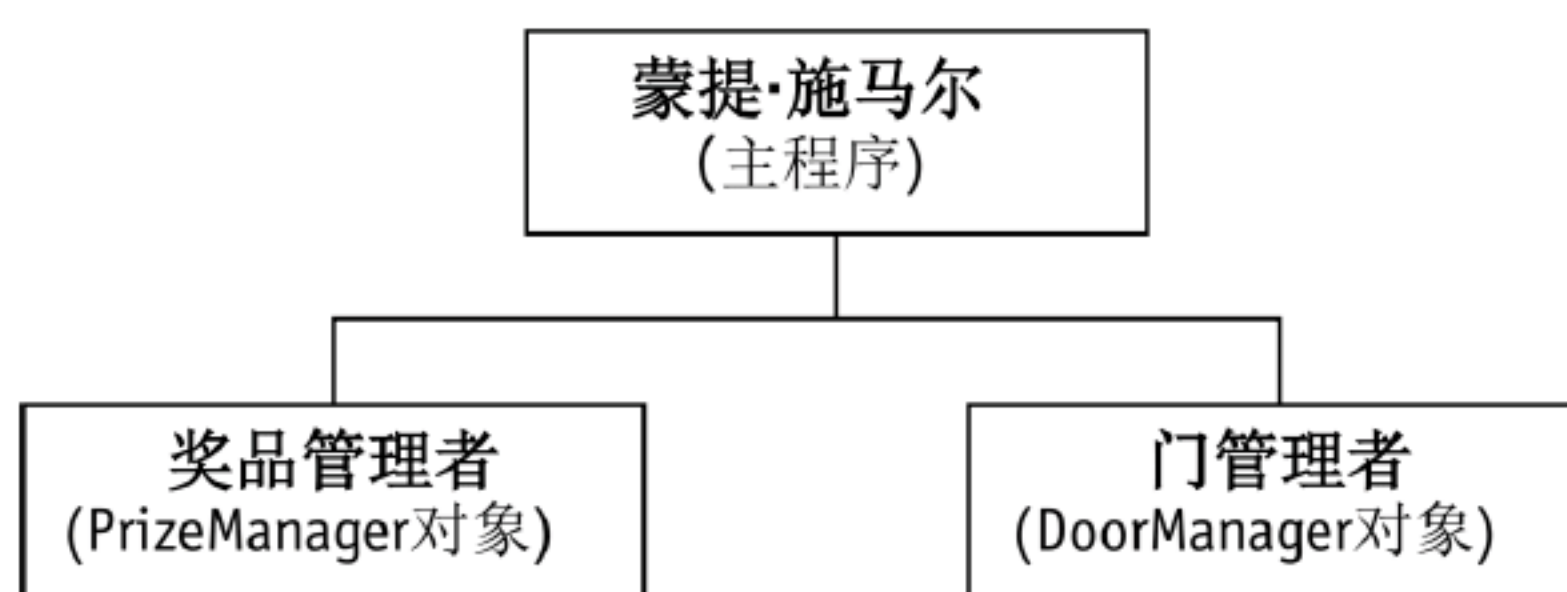 蒙提·施马尔
(主程序)
奖品管理者
(PrizeManager对象)
门管理者
(DoorManager对象)